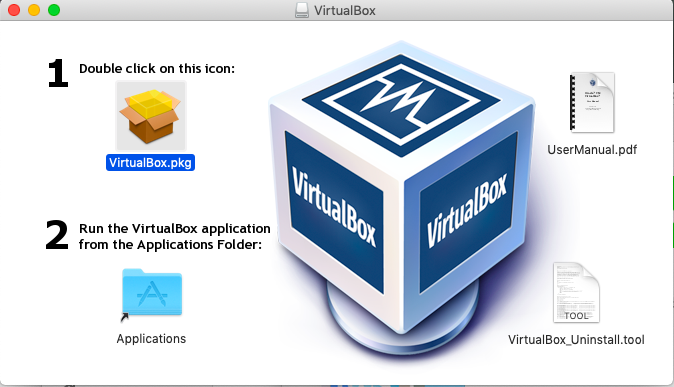 VirtualBox
1 Double click on this icon:
VirtualBox.pkg
UserManual.pdf
VirtualBox
VirtualBox
2 Run the VirtualBox application
from the Applications Folder:
Applications
TOOL
VirtualBox_Uninstall.tool